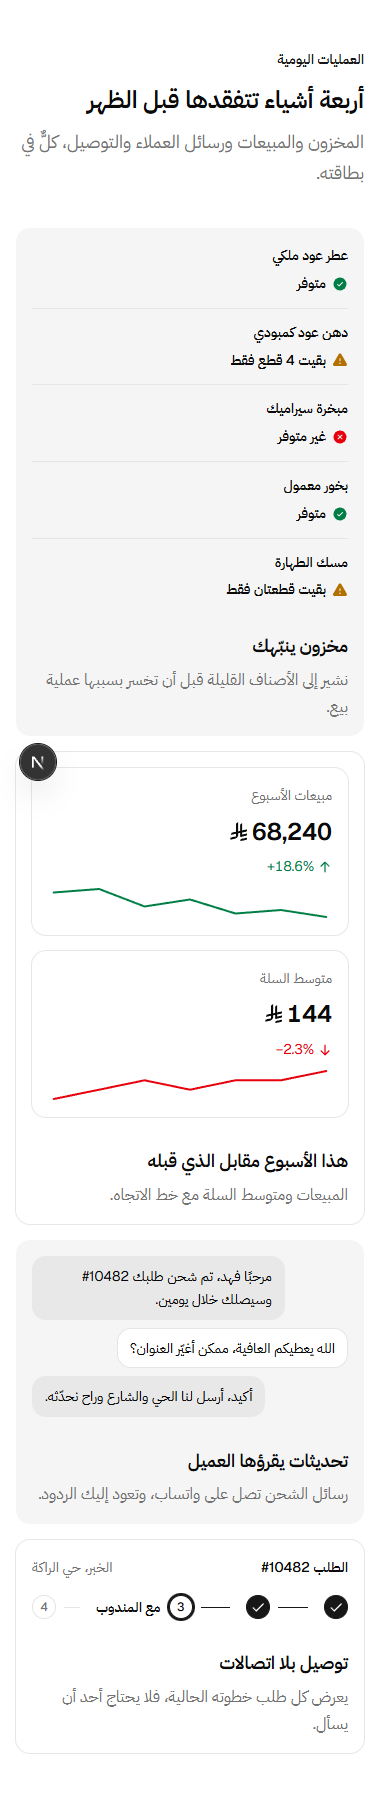 العمليات اليومية
أربعة أشياء تتفقدها قبل الظهر
المخزون والمبيعات ورسائل العملاء والتوصيل، كلٌّ في
بطاقته.
عطر عود ملكي
متوفر
دهن عود كمبودي
بقيت 4 قطع فقط
مبخرة سيراميك
غير متوفر
بخور معمول
متوفر
مسك الطهارة
بقيت قطعتان فقط
مخزون ينبّهك
نشير إلى الأصناف القليلة قبل أن تخسر بسببها عملية
بيع.
N
مبيعات الأسبوع
68,240
+18.6%
متوسط السلة
144
−2.3%
هذا الأسبوع مقابل الذي قبله
المبيعات ومتوسط السلة مع خط الاتجاه.
مرحبًا فهد، تم شحن طلبك 10482#
وسيصلك خلال يومين.
الله يعطيكم العافية، ممكن أغيّر العنوان؟
أكيد، أرسل لنا الحي والشارع وراح نحدّثه.
تحديثات يقرؤها العميل
رسائل الشحن تصل على واتساب، وتعود إليك الردود.
الطلب 10482#
الخبر، حي الراكة
3
مع المندوب
4
توصيل بلا اتصالات
يعرض كل طلب خطوته الحالية، فلا يحتاج أحد أن
يسأل.